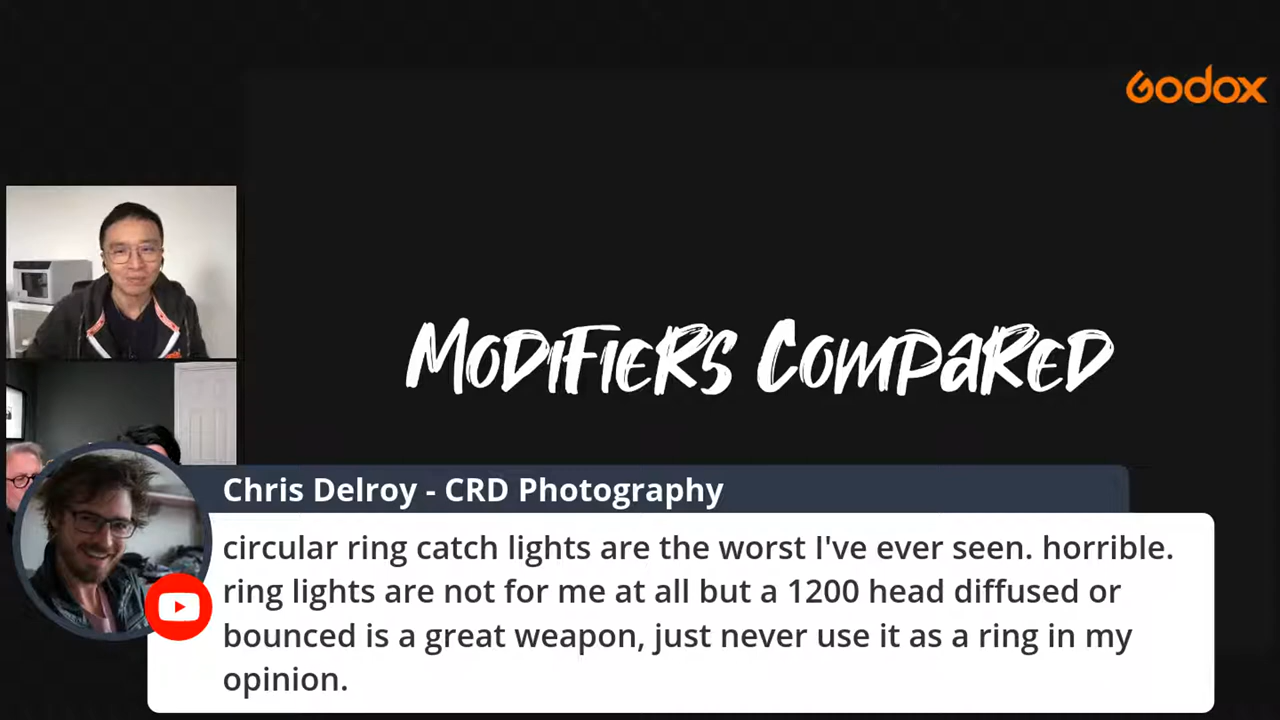 Godox
MODIFIERS COMPARED
Chris Delroy - CRD Photography
circular ring catch lights are the worst I've ever seen. horrible.
ring lights are not for me at all but a 1200 head diffused or
bounced is a great weapon, just never use it as a ring in my
opinion.